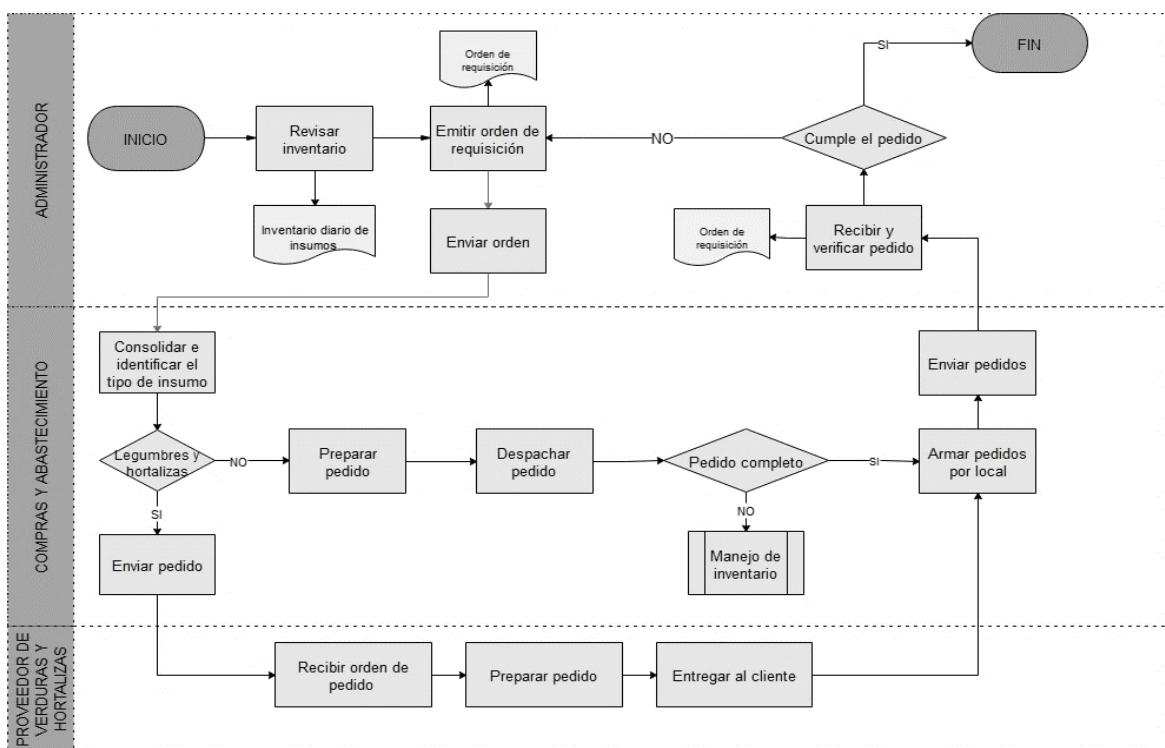 ADMINISTRADOR
Orden de
requisición
FIN
SI
INICIO
Revisar
inventario
Emitir orden de
requisición
NO
Cumple el pedido
Inventario diario de
insumos
Enviar orden
Orden de
requisición
Recibir y
verificar pedido
COMPRAS Y ABASTECIMIENTO
Consolidar e
identificar el
tipo de insumo
Enviar pedidos
Legumbres y
hortalizas
NO
Preparar
pedido
Despachar
pedido
Pedido completo
SI
Armar pedidos
por local
SI
NO
Enviar pedido
Manejo de
inventario
PROVEEDOR DE
VERDURAS Y
HORTALIZAS
Recibir orden de
pedido
Preparar pedido
Entregar al cliente